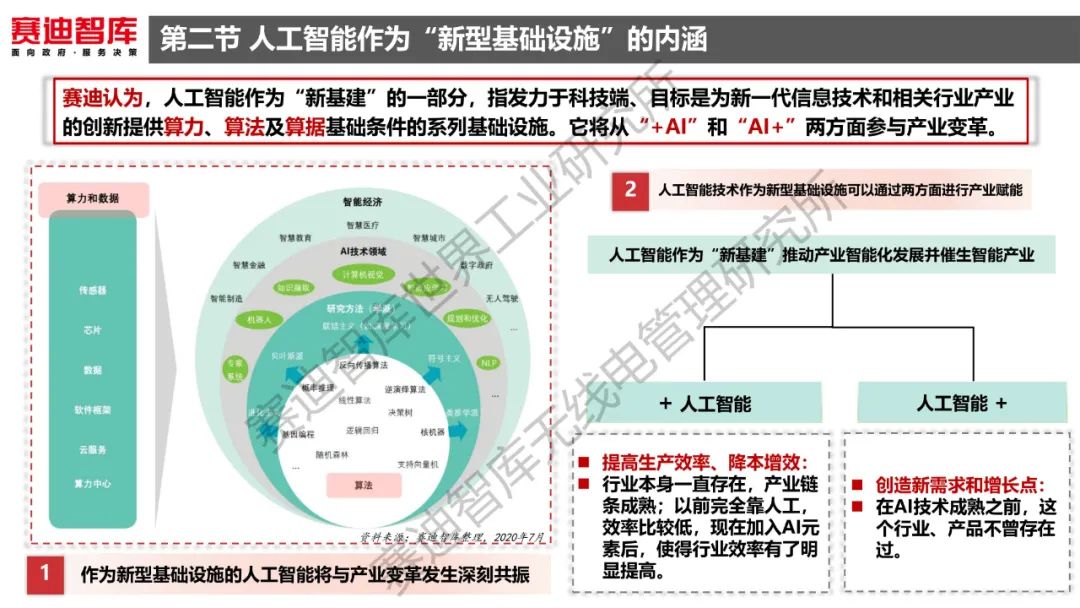 赛迪智库
面向政府·服务决策
第二节 人工智能作为“新型基础设施”的内涵
赛迪认为，人工智能作为“新基建”的一部分，指发力于科技端、目标是为新一代信息技术和相关行业产业
的创新提供算力、算法及算据基础条件的系列基础设施。它将从“+AI”和“AI+”两方面参与产业变革。
算力和数据
传感器
芯片
数据
软件框架
云服务
算力中心
智能经济
智慧医疗
智慧教育
智慧城市
智慧金融
数字政府
智能制造
无人驾驶
...
AI技术领域
计算机视觉
知识融取
机器人
规划和优化
专家
系统
NLP
...
研究方法（学派）
联结主义（如深度学习）
贝叶斯派
符号主义
进化主义
类推学派
反向传播算法
概率推理
逆演绎算法
线性算法
决策树
基因编程
逻辑回归
核机器
随机森林
支持向量机
...
算法
资料来源：赛迪智库整理，2020年7月
1
作为新型基础设施的人工智能将与产业变革发生深刻共振
2
人工智能技术作为新型基础设施可以通过两方面进行产业赋能
人工智能作为“新基建”推动产业智能化发展并催生智能产业
+ 人工智能
人工智能 +
提高生产效率、降本增效：
行业本身一直存在，产业链
条成熟；以前完全靠人工，
效率比较低，现在加入AI元
素后，使得行业效率有了明
显提高。
创造新需求和增长点：
在AI技术成熟之前，这
个行业、产品不曾存在
过。
赛迪智库世界工业研究所
赛迪智库无线电管理研究所